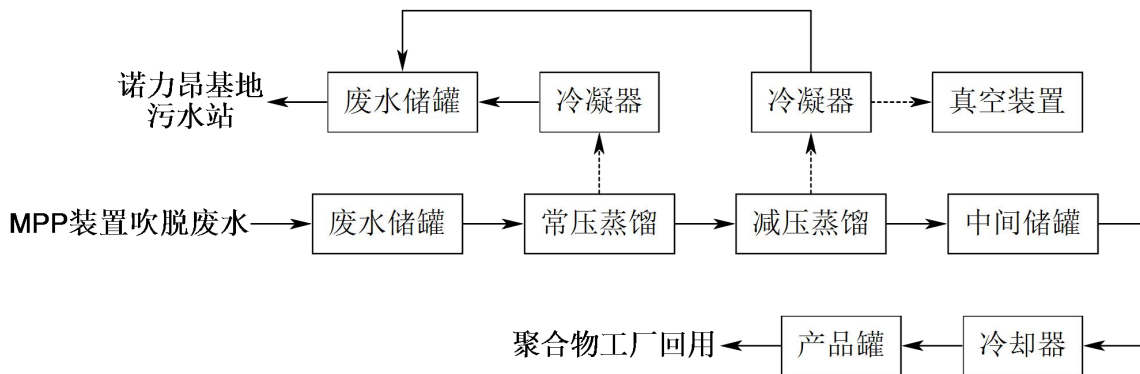 诺力昂基地
污水站
废水储罐
冷凝器
冷凝器
真空装置
MPP装置吹脱废水
废水储罐
常压蒸馏
减压蒸馏
中间储罐
聚合物工厂回用
产品罐
冷却器